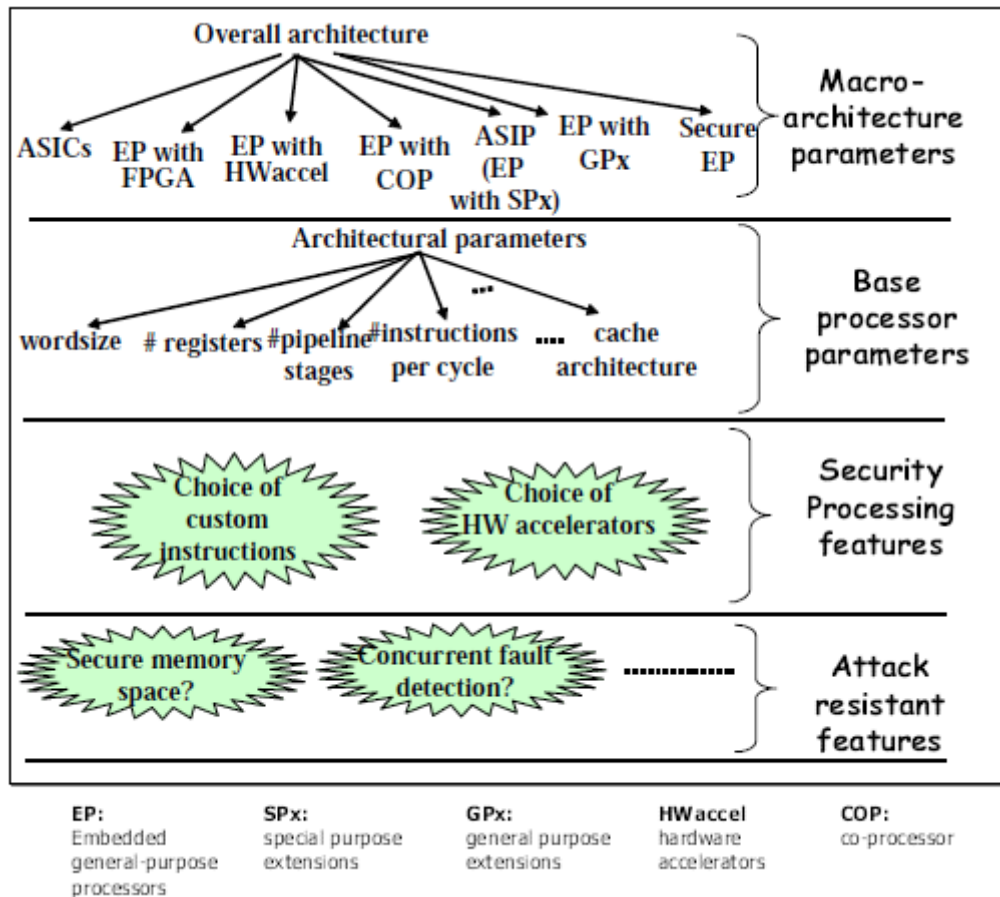 Overall architecture
ASICs
EP with
FPGA
EP with
HWaccel
EP with
COP
ASIP
(EP
with SPx)
EP with
GPx
Secure
EP
Macro-
architecture
parameters
Architectural parameters
...
wordsize
# registers
#pipeline
stages
#instructions
per cycle
....
cache
architecture
Base
processor
parameters
Choice of
custom
instructions
Choice of
HW accelerators
Security
Processing
features
Secure memory
space?
Concurrent fault
detection?
Attack
resistant
features
EP:
Embedded
general-purpose
processors
SPx:
special purpose
extensions
GPx:
general purpose
extensions
HWaccel
hardware
accelerators
COP:
co-processor